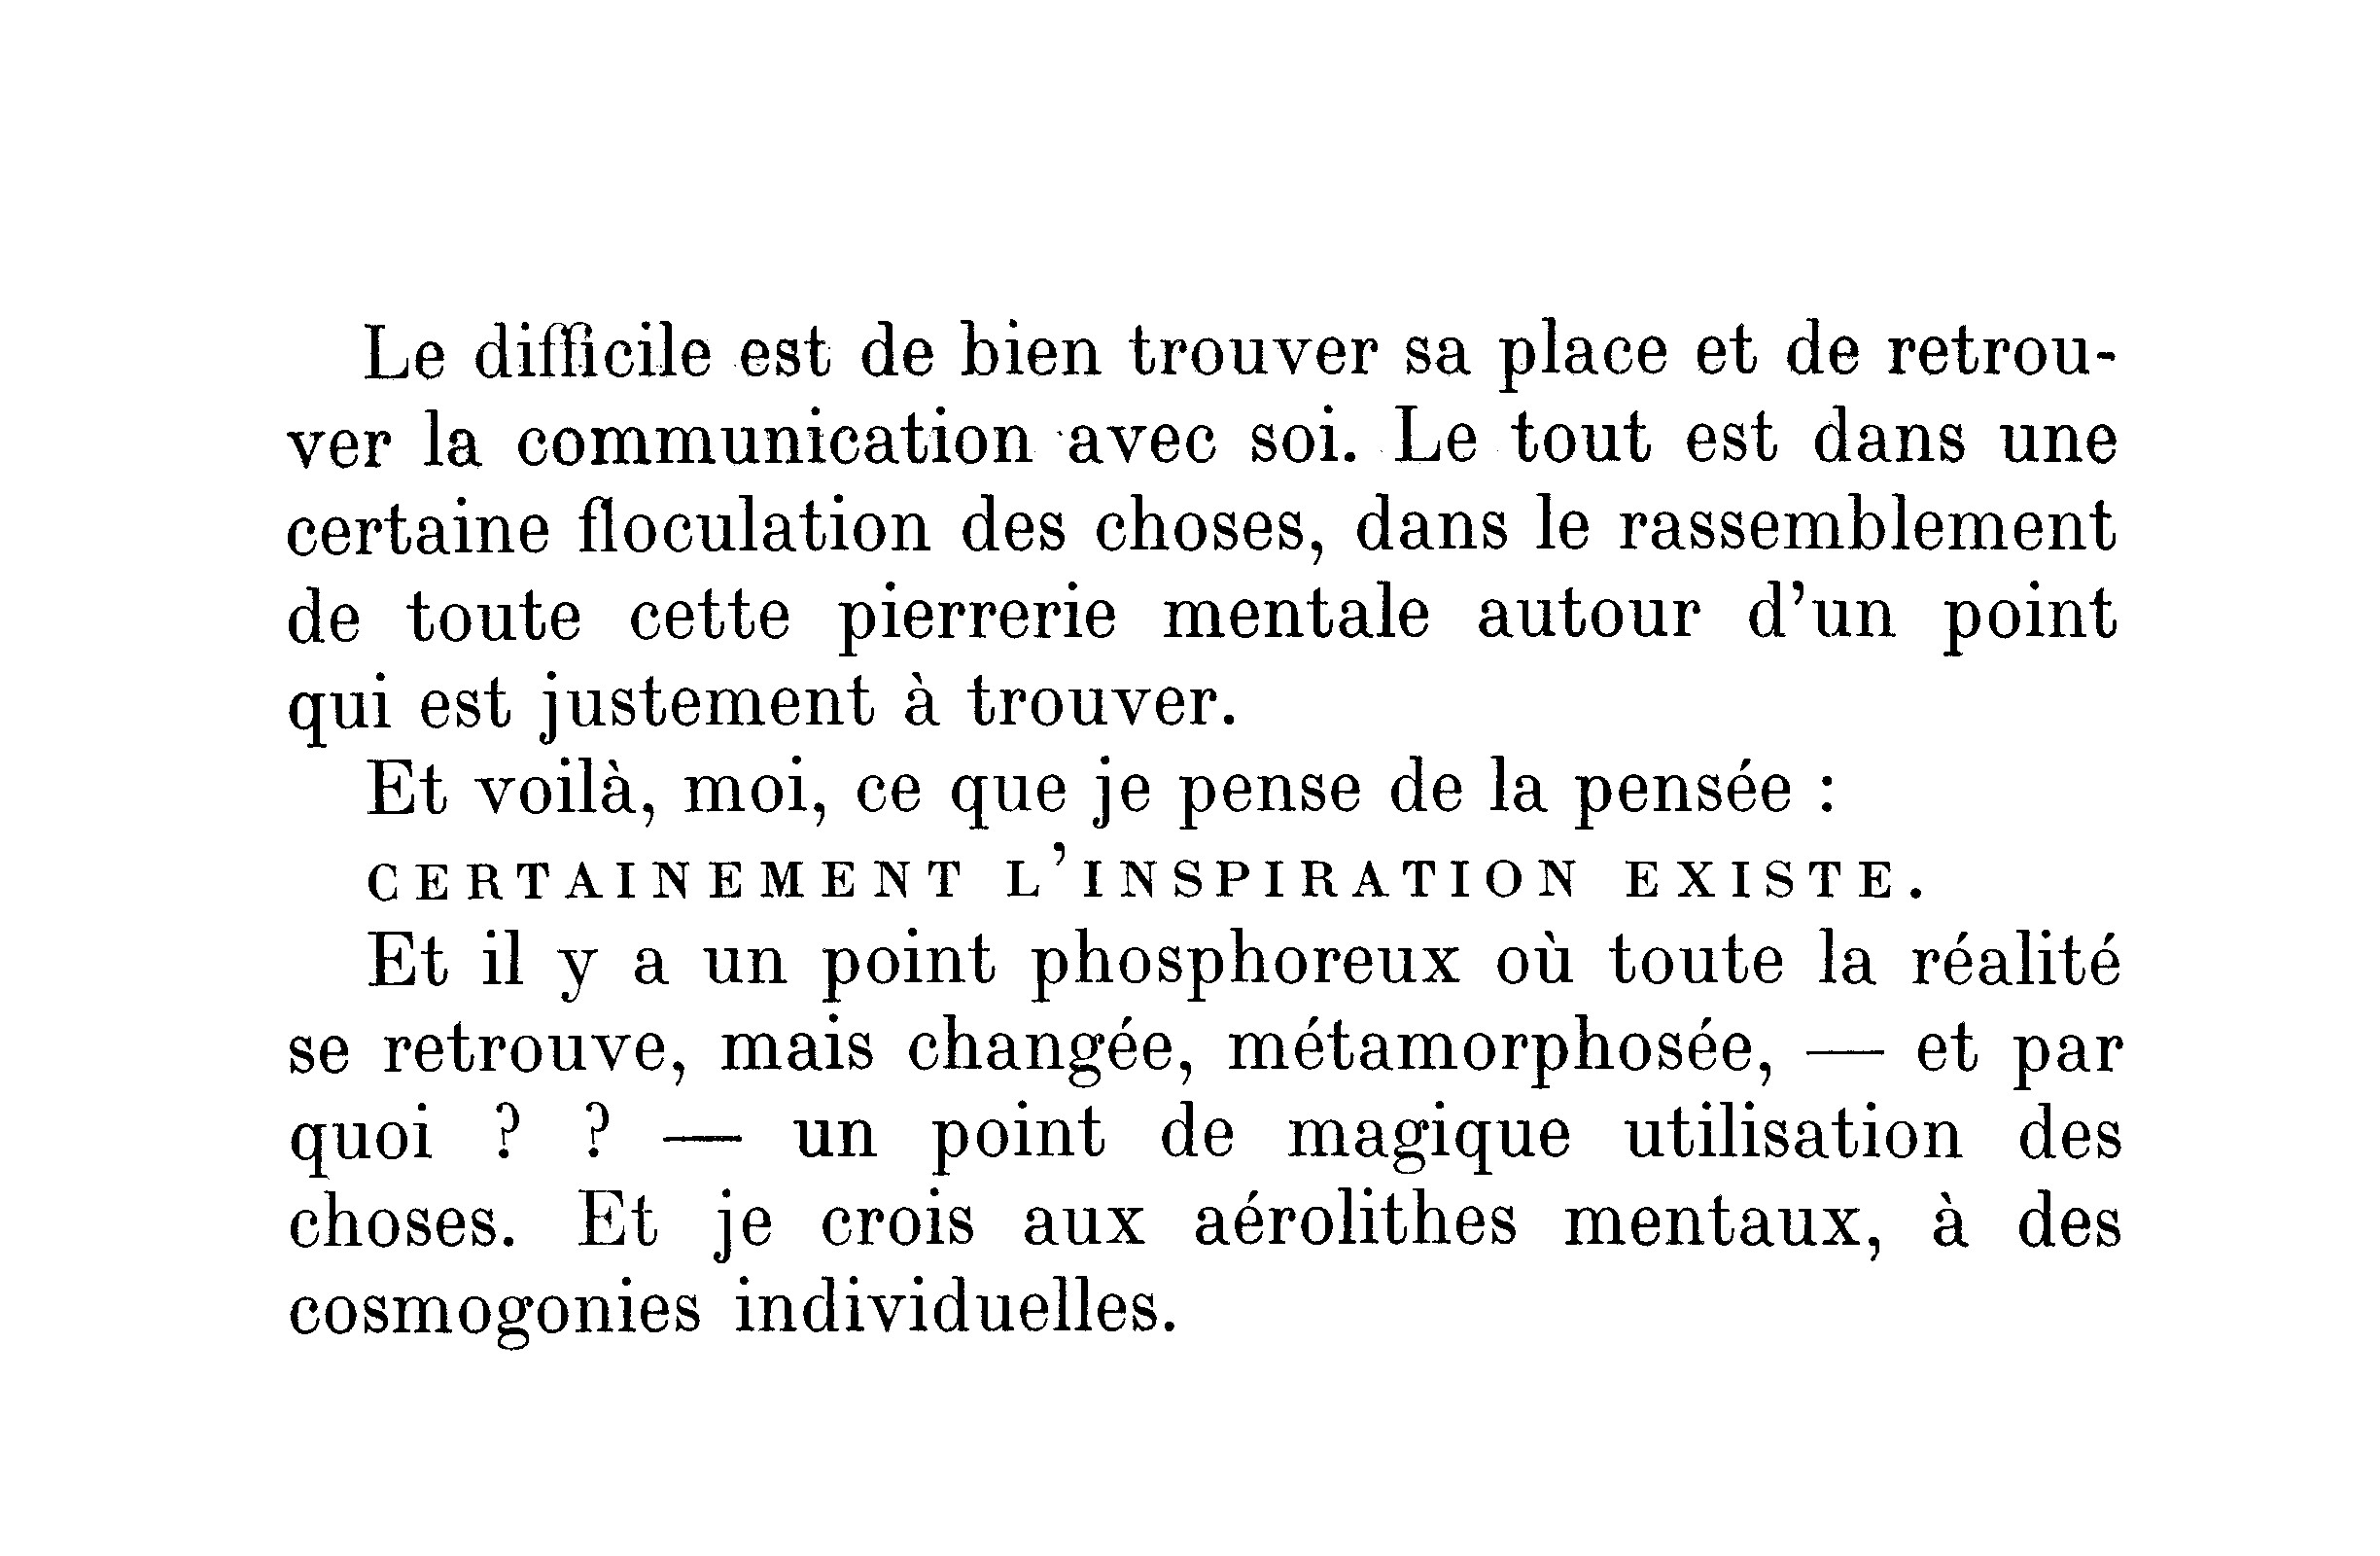 Le difficile est de bien trouver sa place et de retrou-
ver la communication avec soi. Le tout est dans une
certaine floculation des choses, dans le rassemblement
de toute cette pierrerie mentale autour d'un point
qui est justement à trouver.
Et voilà, moi, ce que je pense de la pensée :
CERTAINEMENT L'INSPIRATION EXISTE.
Et il y a un point phosphoreux où toute la réalité
se retrouve, mais changée, métamorphosée, — et par
quoi ? ? — un point de magique utilisation des
choses. Et je crois aux aérolithes mentaux, à des
cosmogonies individuelles.